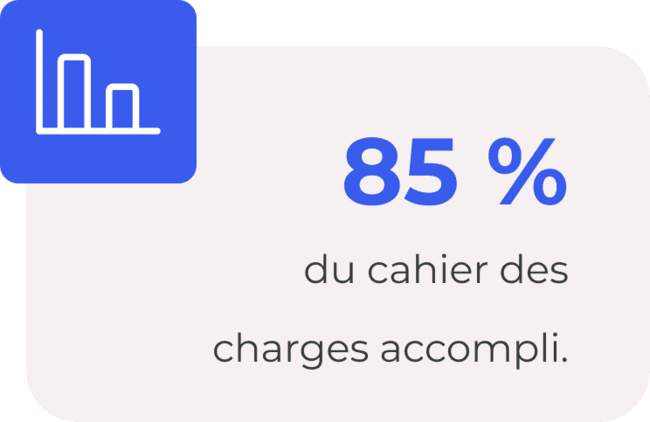 85 %
du cahier des
charges accompli.